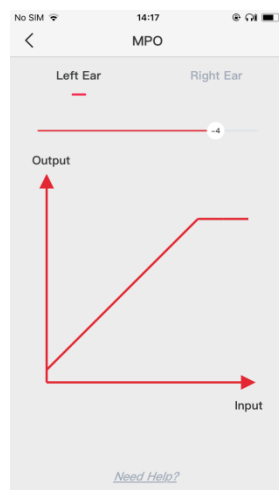 No SIM 14:17
MPO
Left Ear Right Ear
-4
Output
Input
Need Help?